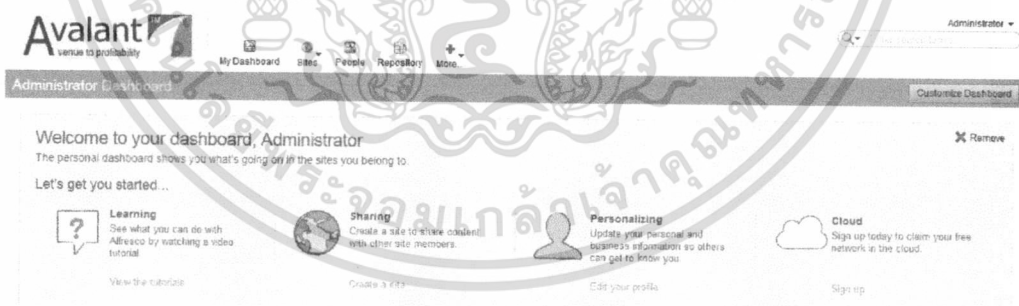 Avalant
venue to profitability
My Dashboard Sites People Repository More...
Administrator
Administrator Dashboard
Customize Dashboard
Welcome to your dashboard, Administrator
Remove
The personal dashboard shows you what's going on in the sites you belong to.
Let's get you started...
Learning
See what you can do with
Alfresco by watching a video
tutorial
View the tutorials
Sharing
Create a site to share content
with other site members.
Create a site
Personalizing
Update your personal and
business information so others
can get to know you
Edit your profile
Cloud
Sign up today to claim your free
network in the cloud.
Sign up